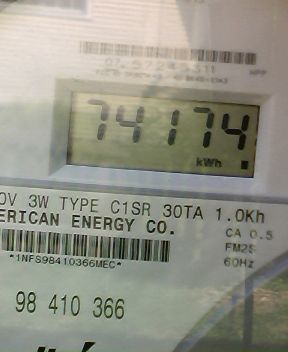 74174
kWh
0V 3W TYPE C1SR 30TA 1.0Kh
ERICAN ENERGY CO.
CA 0.5
*1NFS98410366MEC*
FM2S
60Hz
98 410 366